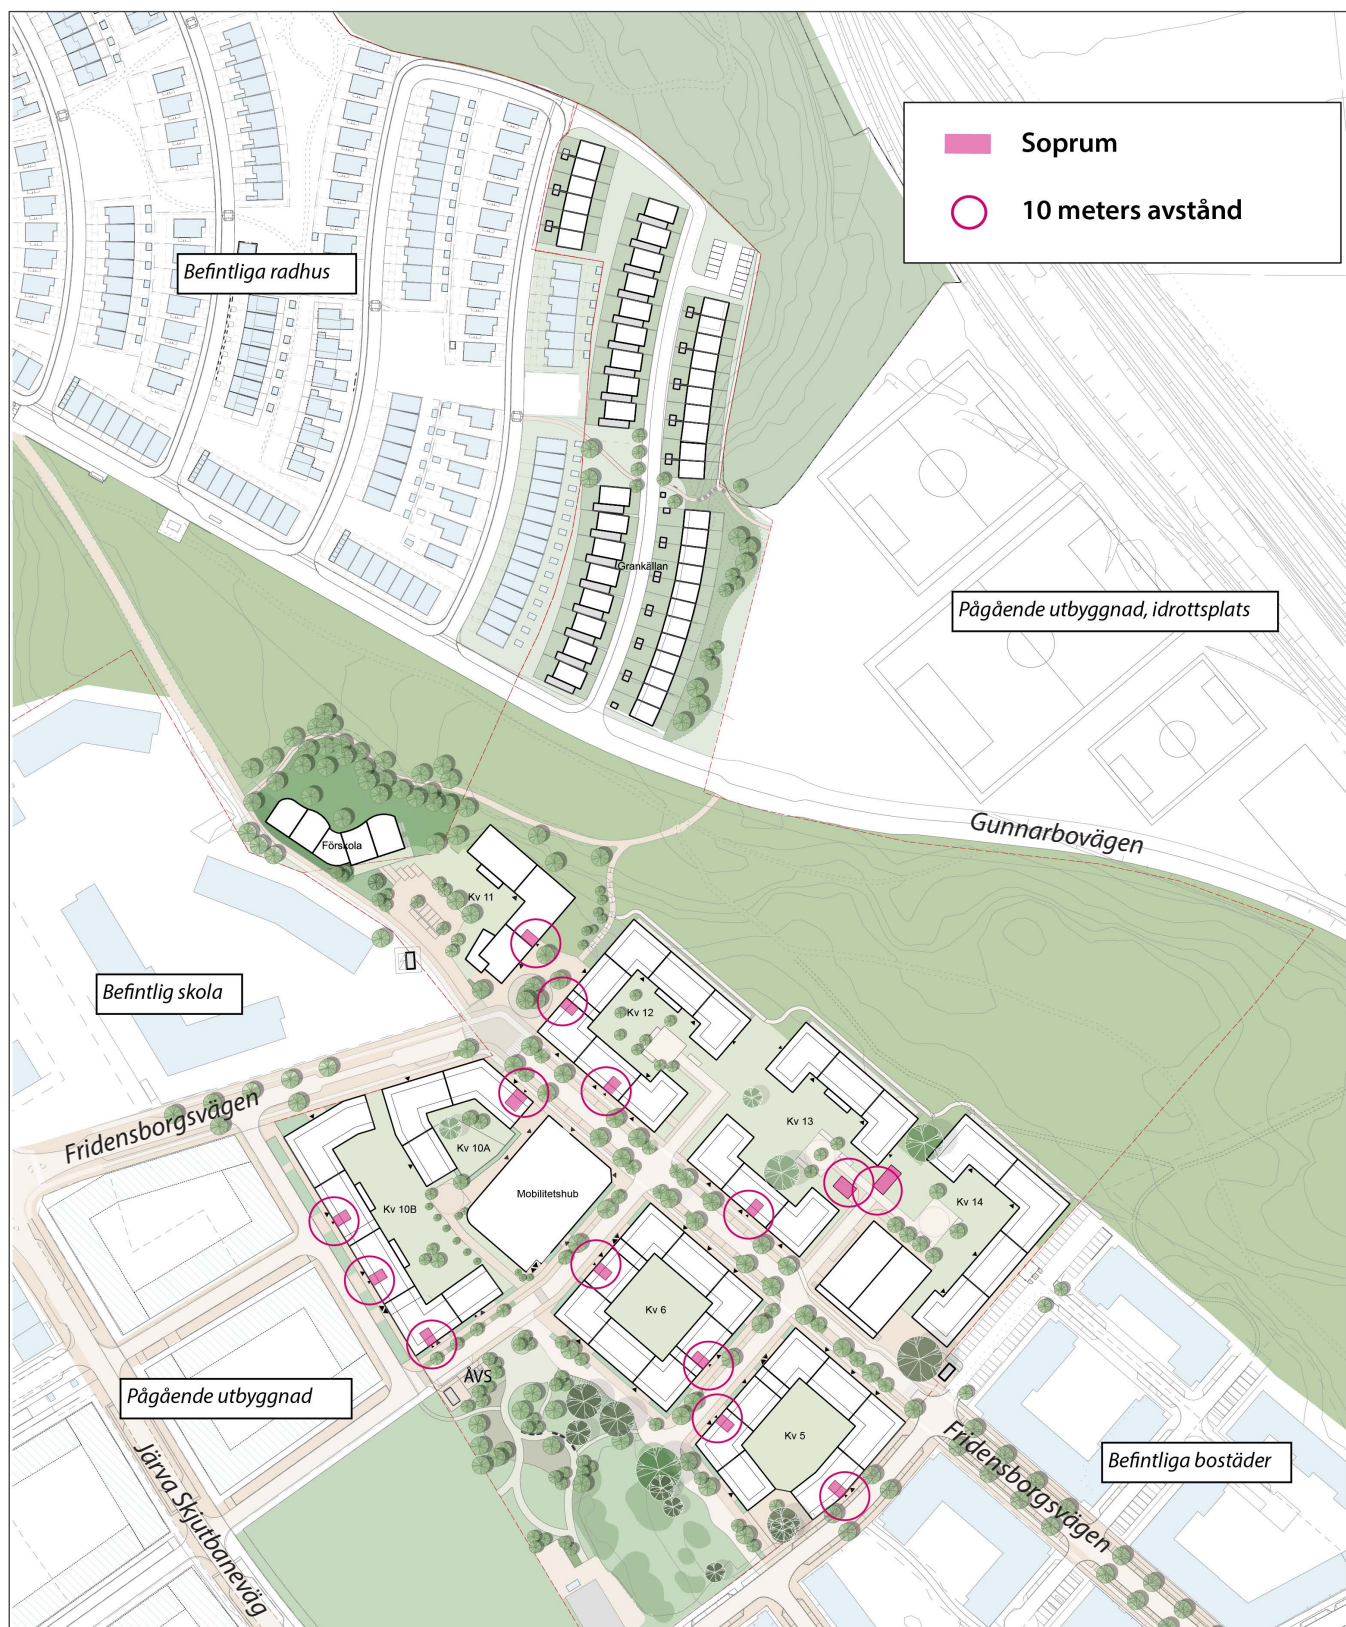 Soprum
10 meters avstånd
Befintliga radhus
Grankällan
Pågående utbyggnad, idrottsplats
Gunnarbovägen
Förskola
Kv 11
Befintlig skola
Kv 12
Fridensborgsvägen
Kv 13
Kv 10A
Kv 14
Mobilitetshub
Kv 10B
Kv 6
ÅVS
Pågående utbyggnad
Kv 5
Fridensborgsvägen
Befintliga bostäder
Järva Skjutbaneväg